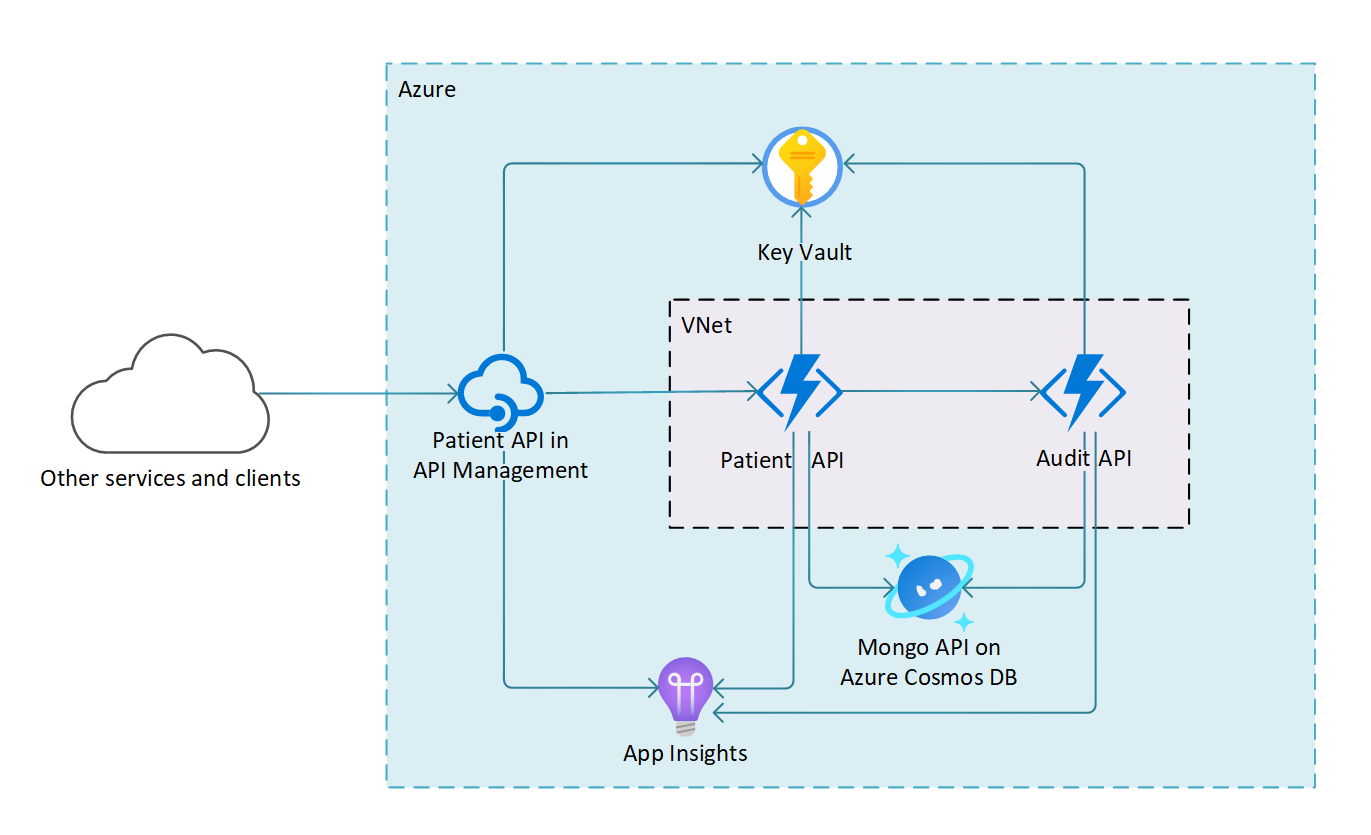 Azure
Key Vault
VNet
Patient API in
API Management
Other services and clients
Patient API
Audit API
Mongo API on
Azure Cosmos DB
App Insights